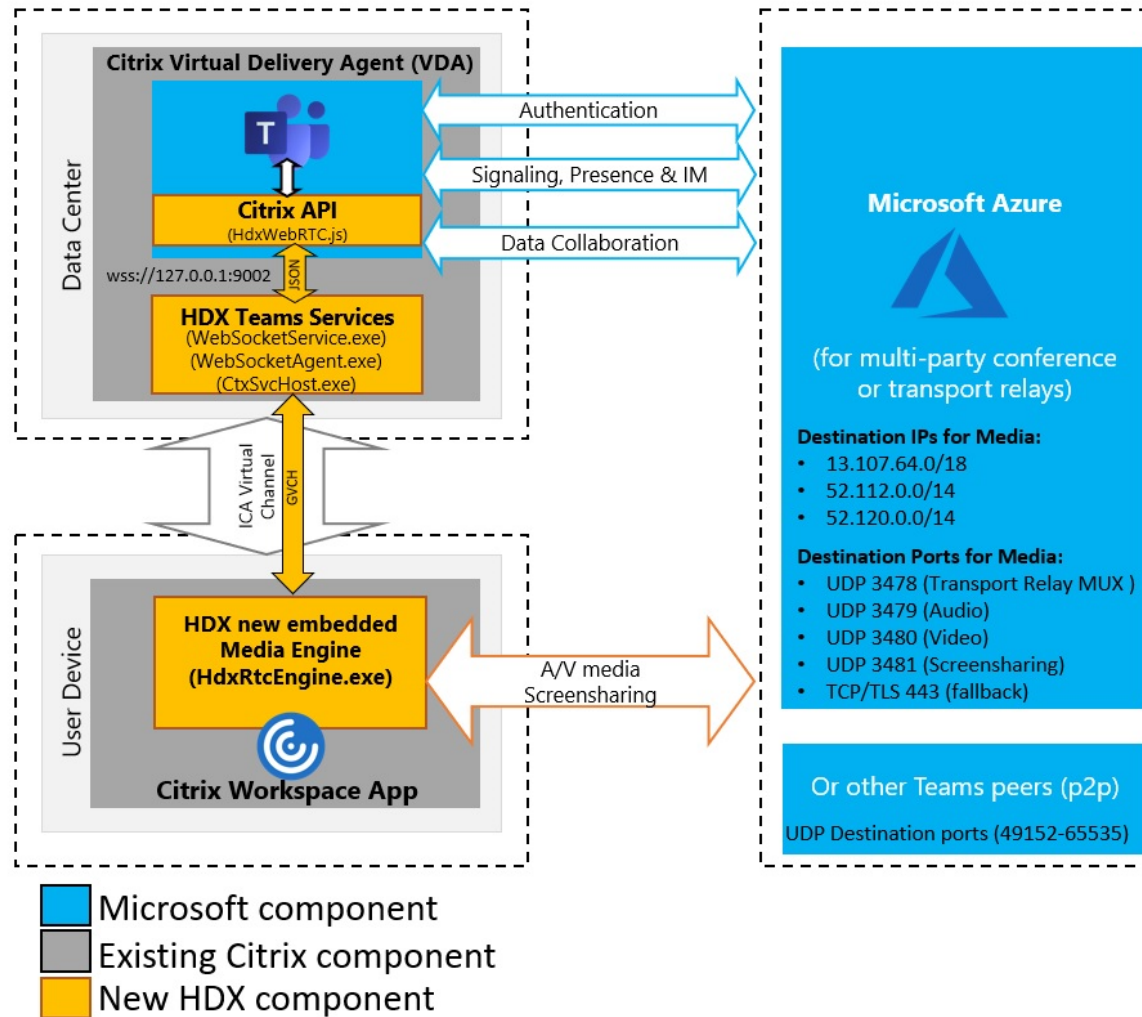 Citrix Virtual Delivery Agent (VDA)
T
Citrix API
(HdxWebRTC.js)
wss://127.0.0.1:9002
JSON
HDX Teams Services
(WebSocketService.exe)
(WebSocketAgent.exe)
(CtxSvcHost.exe)
Data Center
Authentication
Signaling, Presence & IM
Data Collaboration
ICA Virtual
Channel
GVCH
User Device
HDX new embedded
Media Engine
(HdxRtcEngine.exe)
Citrix Workspace App
A/V media
Screensharing
Microsoft Azure
(for multi-party conference
or transport relays)
Destination IPs for Media:
• 13.107.64.0/18
• 52.112.0.0/14
• 52.120.0.0/14
Destination Ports for Media:
• UDP 3478 (Transport Relay MUX )
• UDP 3479 (Audio)
• UDP 3480 (Video)
• UDP 3481 (Screensharing)
• TCP/TLS 443 (fallback)
Or other Teams peers (p2p)
UDP Destination ports (49152-65535)
Microsoft component
Existing Citrix component
New HDX component